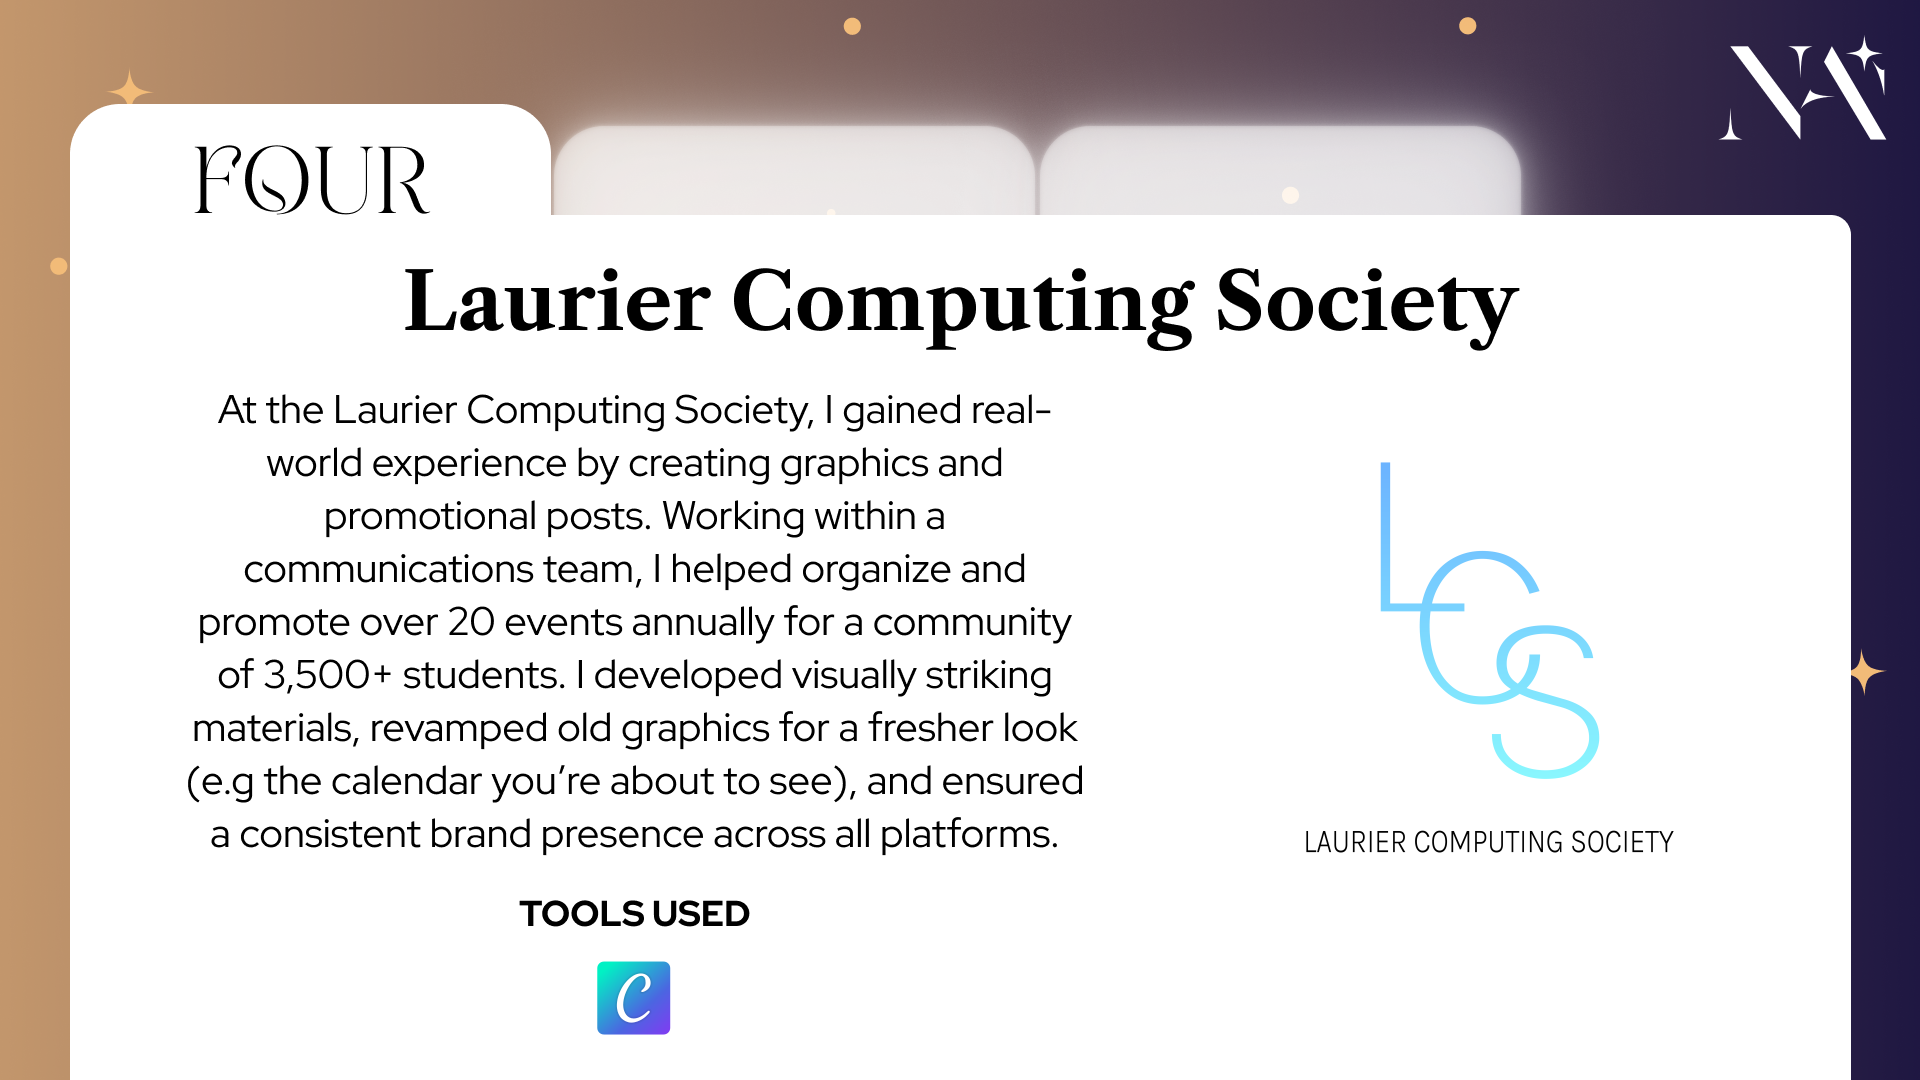 NA
FOUR
Laurier Computing Society
At the Laurier Computing Society, I gained real-
world experience by creating graphics and
promotional posts. Working within a
communications team, I helped organize and
promote over 20 events annually for a community
of 3,500+ students. I developed visually striking
materials, revamped old graphics for a fresher look
(e.g the calendar you’re about to see), and ensured
a consistent brand presence across all platforms.
TOOLS USED
C
LCS
LAURIER COMPUTING SOCIETY